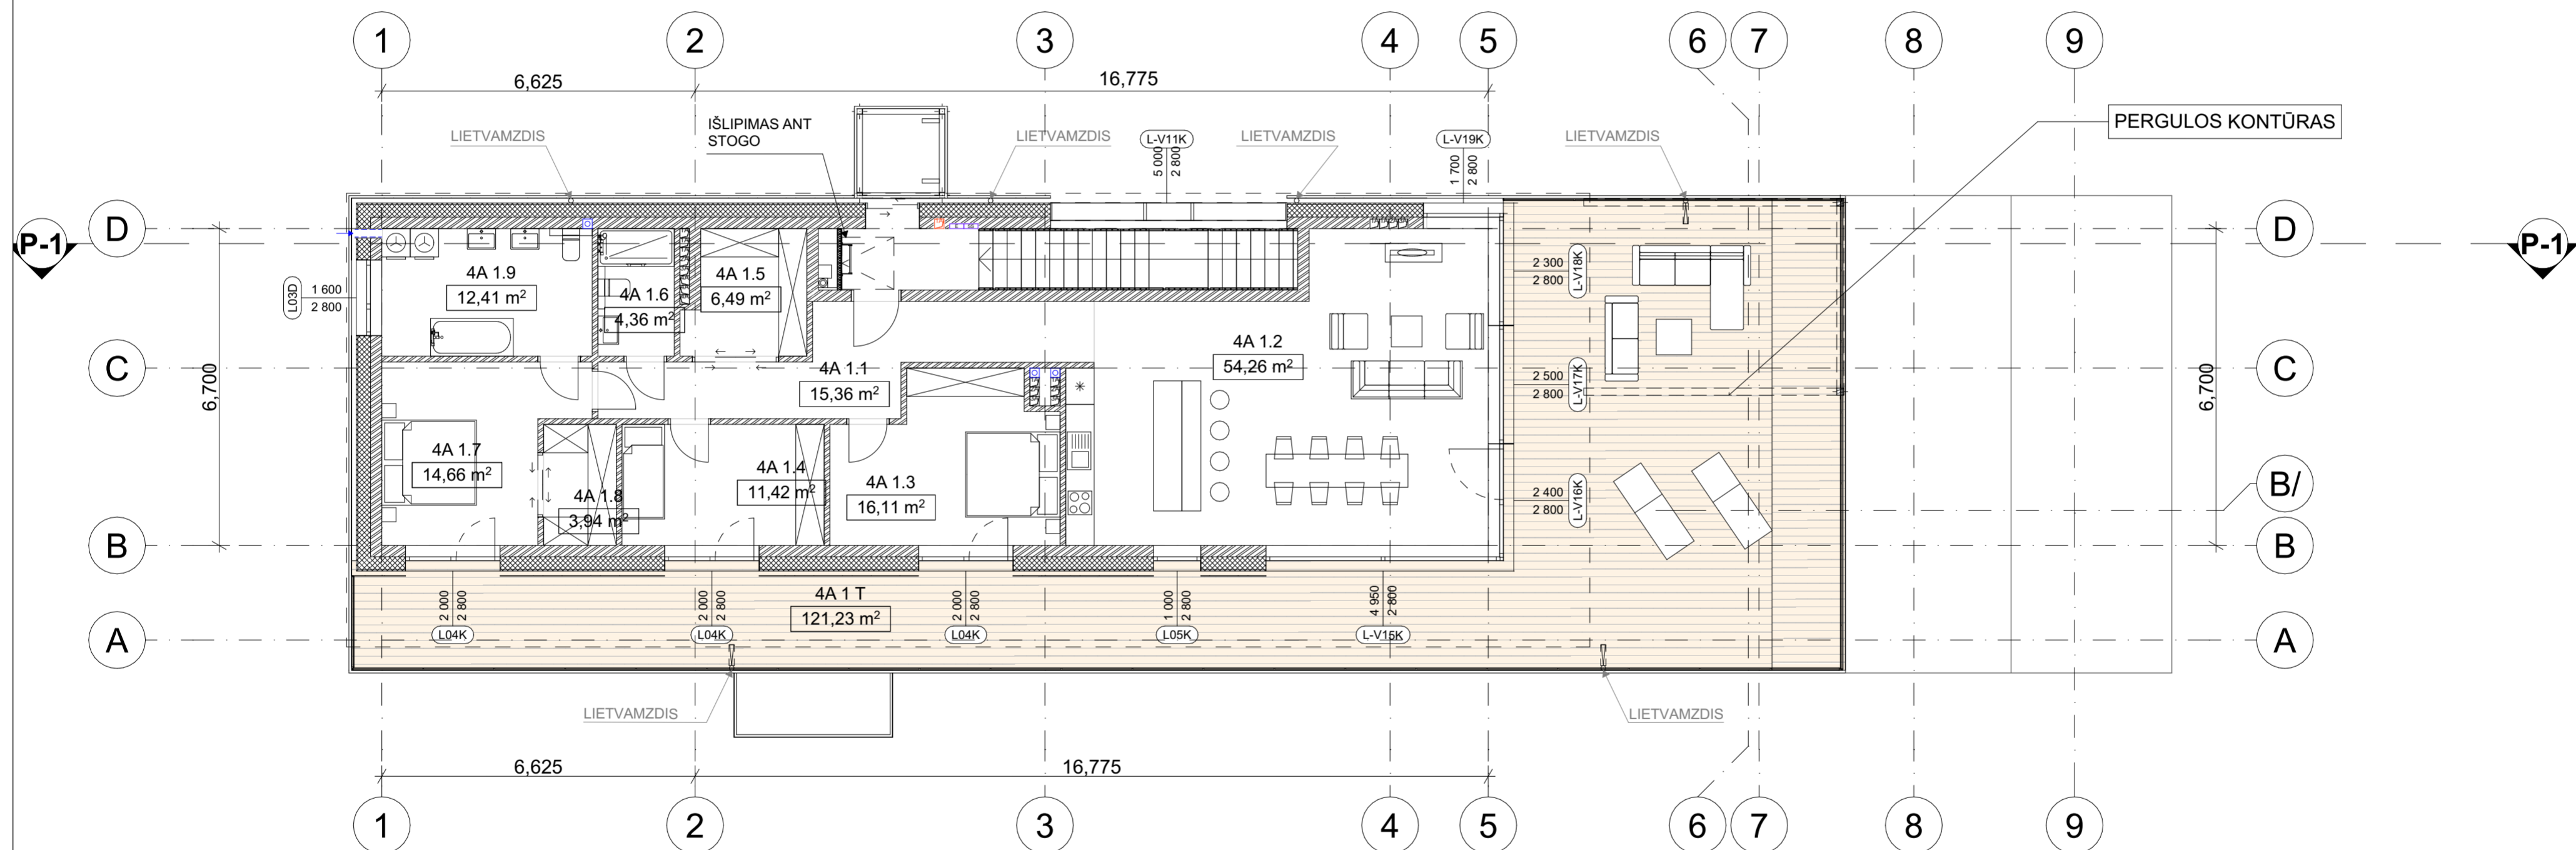 1 2 3 4 5 6 7 8 9
6,625 16,775
PERGULOS KONTŪRAS
IŠLIPIMAS ANT
STOGO
LIETVAMZDIS
LIETVAMZDIS
LIETVAMZDIS
LIETVAMZDIS
L-V11K
5 000
2 800
L-V19K
1 700
2 800
P-1
D
D
P-1
4A 1.9
12,41 m²
4A 1.6
4,36 m²
4A 1.5
6,49 m²
L03D
1 600
2 800
2 300
2 800
L-V18K
4A 1.2
54,26 m²
C
C
4A 1.1
15,36 m²
2 500
2 800
L-V17K
6,700
6,700
4A 1.7
14,66 m²
4A 1.8
3,94 m²
4A 1.4
11,42 m²
4A 1.3
16,11 m²
2 400
2 800
L-V16K
B/
B
B
4A 1 T
121,23 m²
2 000
2 800
L04K
2 000
2 800
L04K
2 000
2 800
L04K
1 000
2 800
L05K
4 950
2 800
L-V15K
A
A
LIETVAMZDIS
LIETVAMZDIS
6,625 16,775
1 2 3 4 5 6 7 8 9